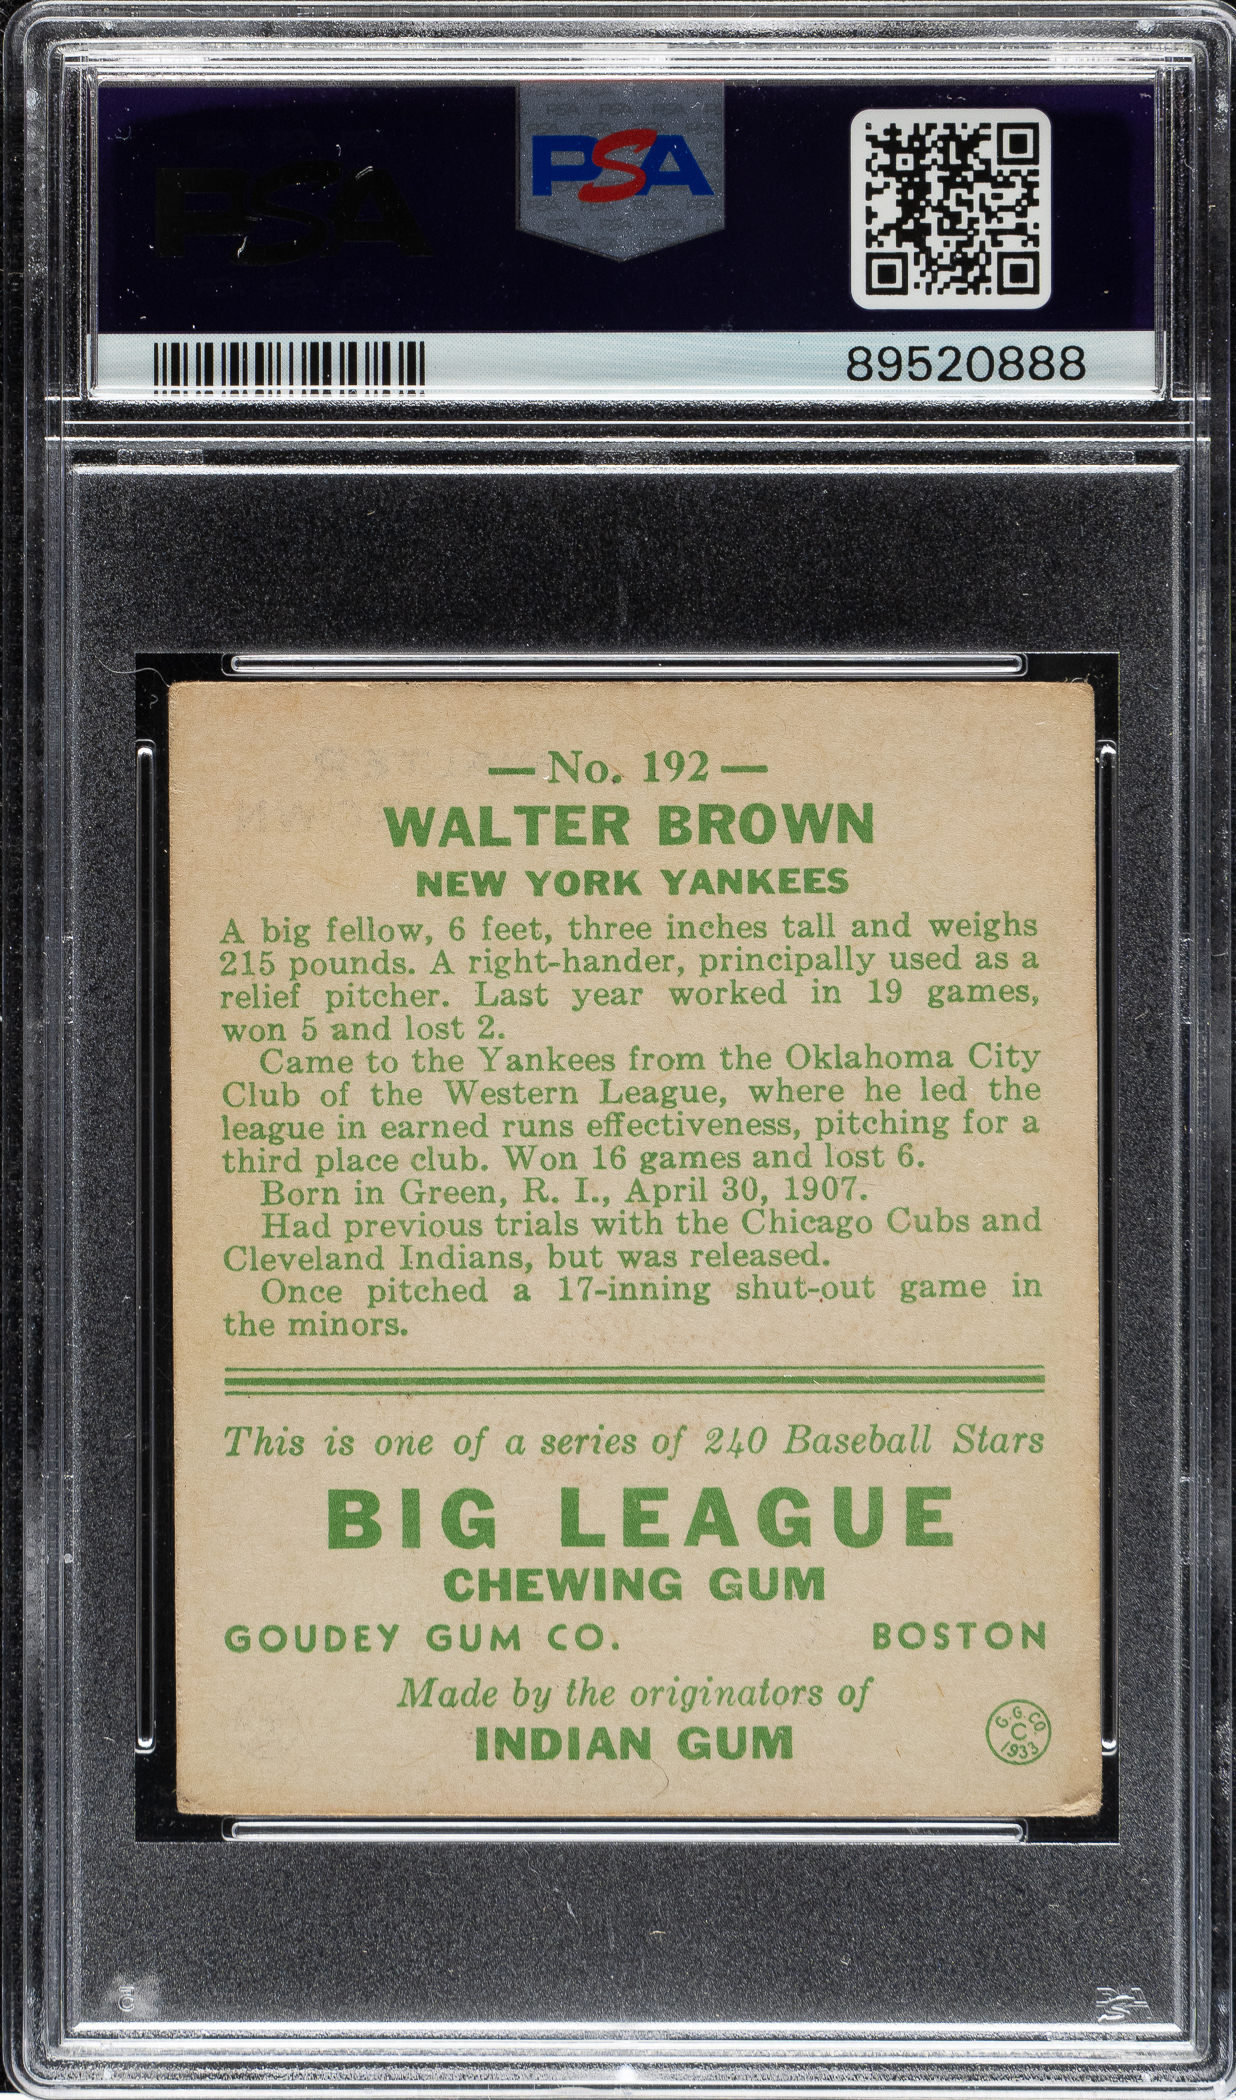 PSA
PSA
89520888
— No. 192 —
WALTER BROWN
NEW YORK YANKEES
A big fellow, 6 feet, three inches tall and weighs
215 pounds. A right-hander, principally used as a
relief pitcher. Last year worked in 19 games,
won 5 and lost 2.
Came to the Yankees from the Oklahoma City
Club of the Western League, where he led the
league in earned runs effectiveness, pitching for a
third place club. Won 16 games and lost 6.
Born in Green, R. I., April 30, 1907.
Had previous trials with the Chicago Cubs and
Cleveland Indians, but was released.
Once pitched a 17-inning shut-out game in
the minors.
This is one of a series of 240 Baseball Stars
BIG LEAGUE
CHEWING GUM
GOUDEY GUM CO. BOSTON
Made by the originators of
INDIAN GUM
G. G. CO.
C
1933
PSA